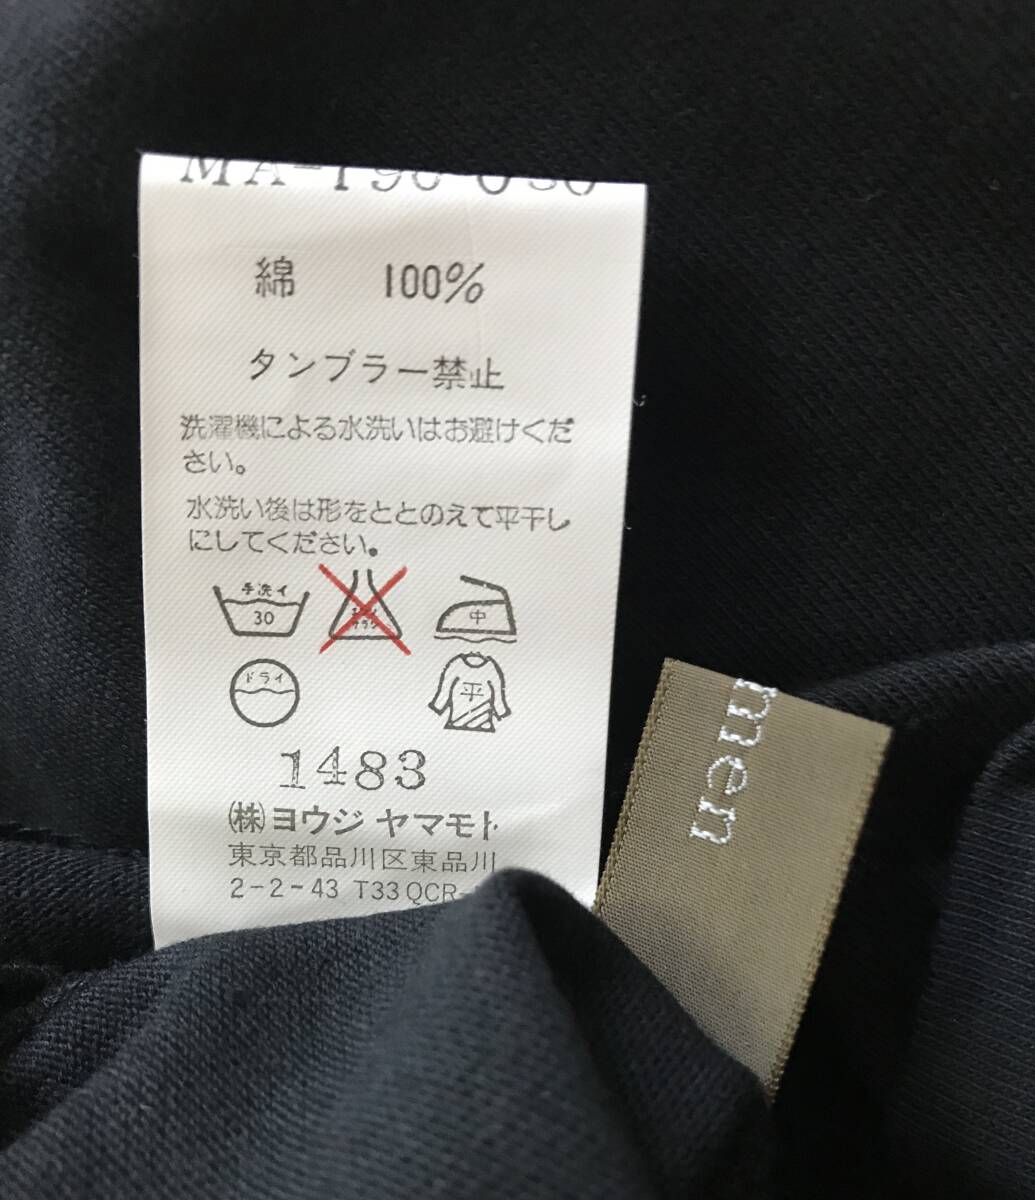 綿 100%
タンブラー禁止
洗濯機による水洗いはお避けくだ
さい。
水洗い後は形をととのえて平干し
にしてください。
手洗イ
30
中
ドライ
平
1483
㈱ヨウジ ヤマモト
東京都品川区東品川
2-2-43 T33 QCR-
men